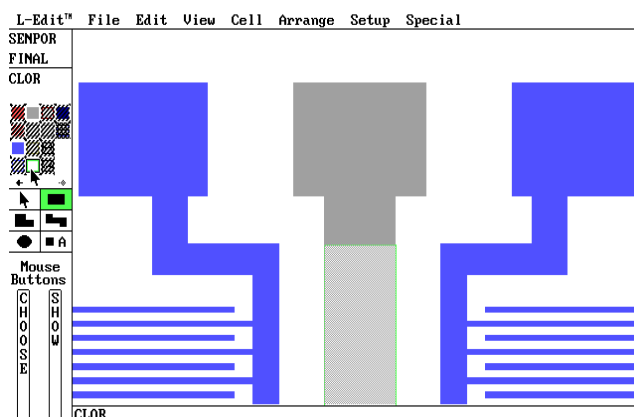 L-Edit™ File Edit View Cell Arrange Setup Special
SENPOR
FINAL
CLOR
A
Mouse
Buttons
CHOOSE
SHOW
CLOR